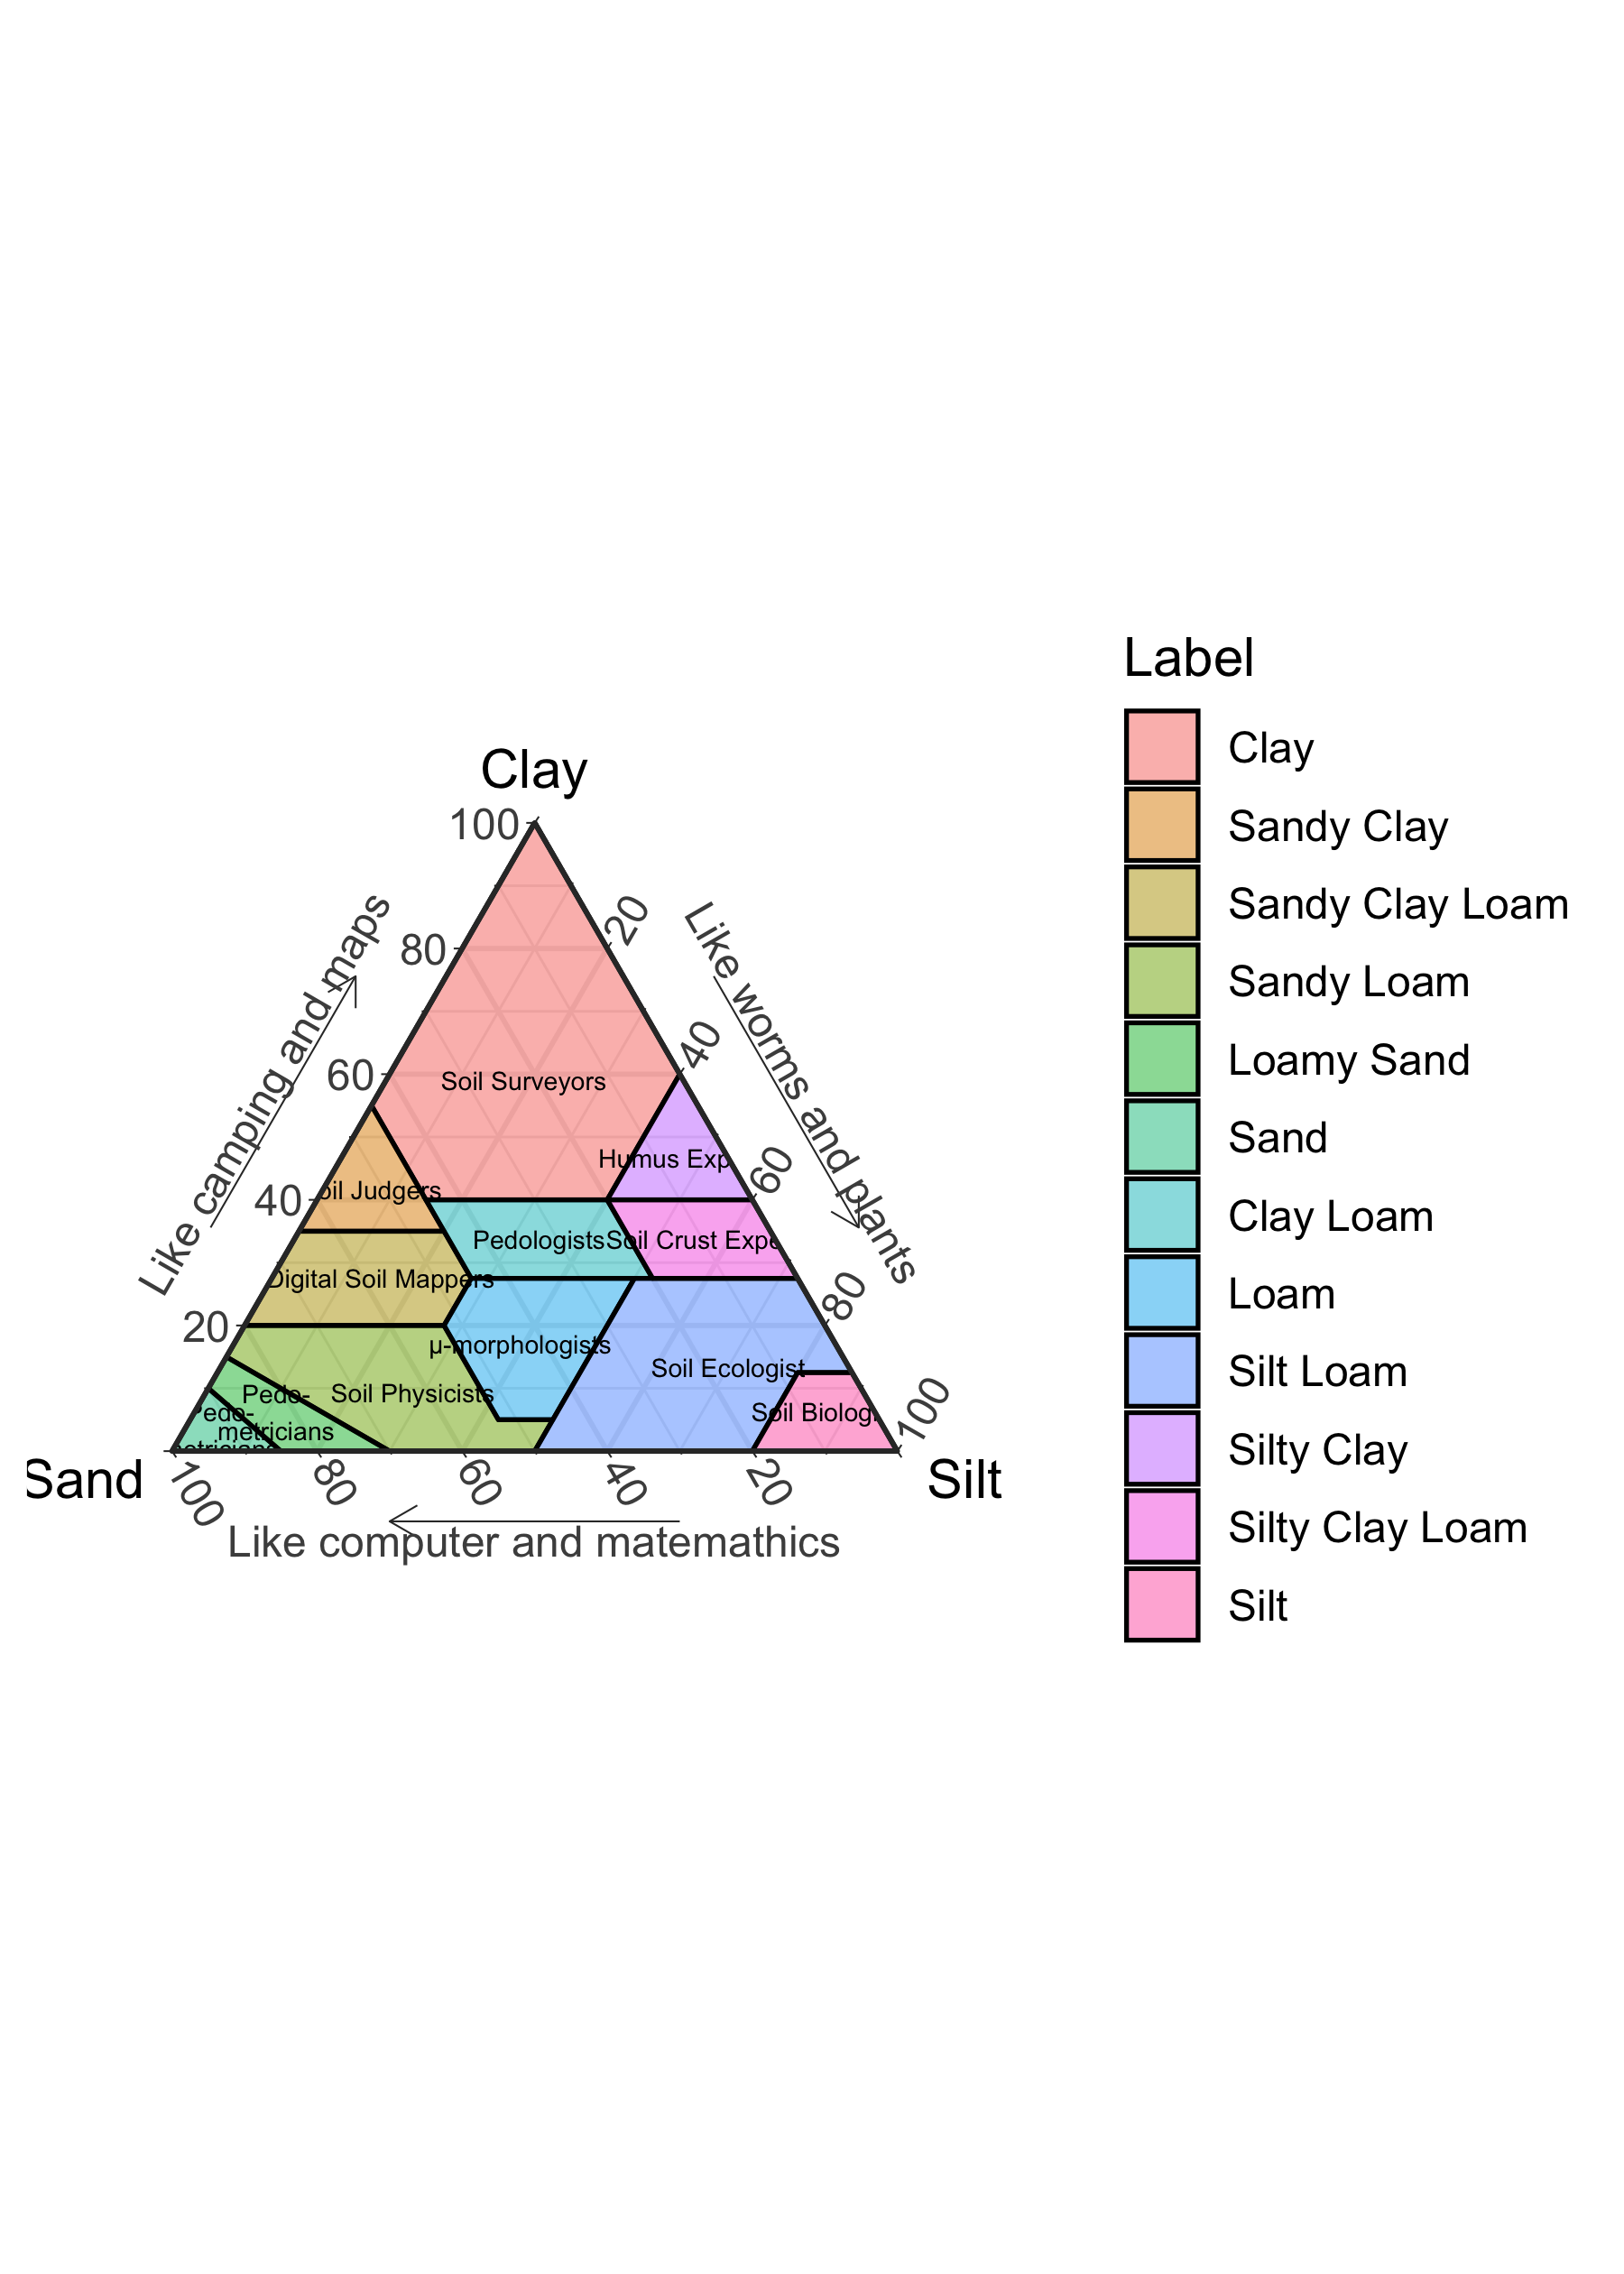 Label
Clay
Sandy Clay
Sandy Clay Loam
Sandy Loam
Loamy Sand
Sand
Clay Loam
Loam
Silt Loam
Silty Clay
Silty Clay Loam
Silt
Clay
100
80
60
40
20
Like camping and maps
20
40
60
80
100
Like worms and plants
Soil Surveyors
Humus Exp
oil Judgers
Pedologists
Soil Crust Expe
Digital Soil Mappers
µ-morphologists
Soil Ecologist
Pedo-
metricians
Soil Physicists
Soil Biologi
Pedo-
etricians
Sand
Silt
100
80
60
40
20
Like computer and matemathics